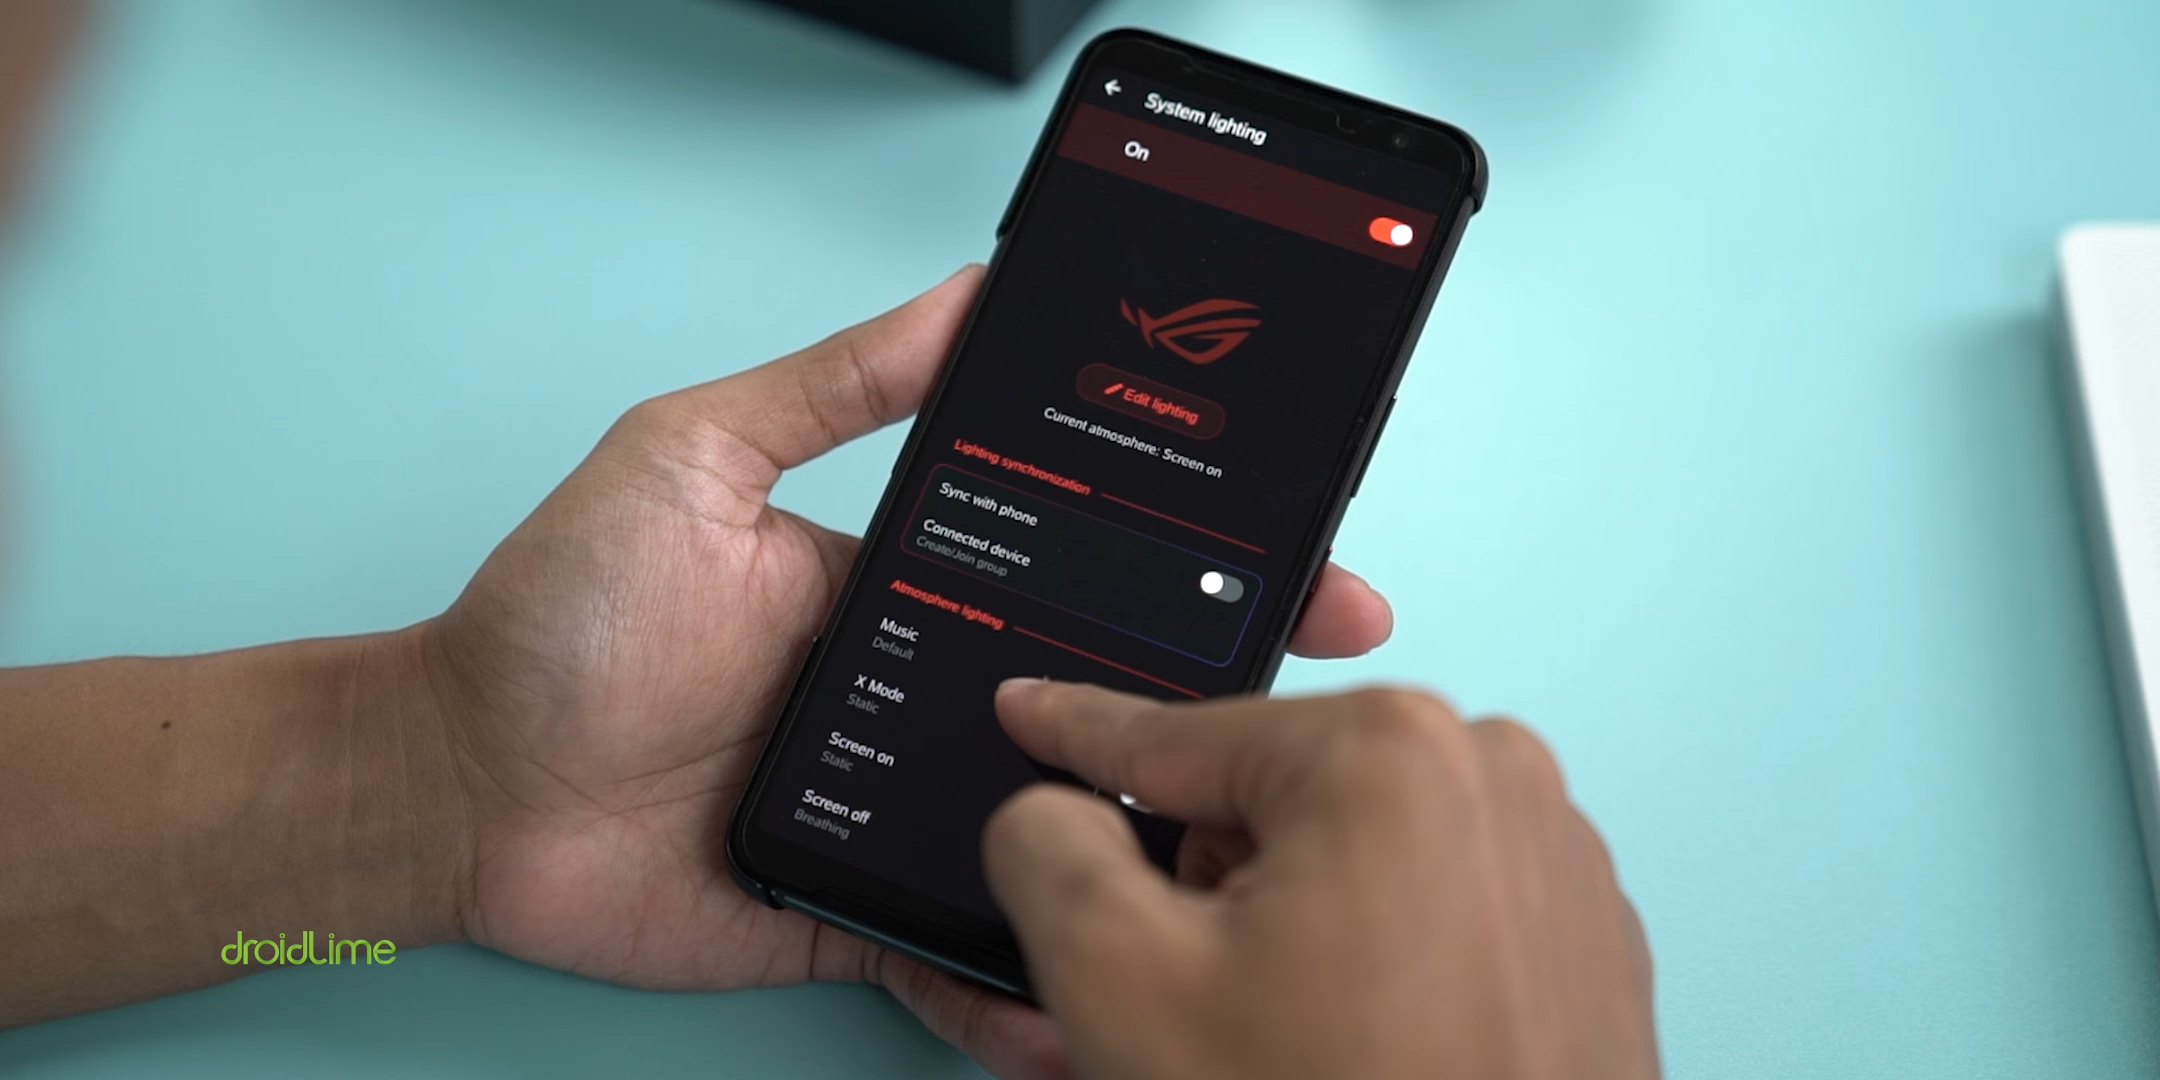 System lighting
On
Edit lighting
Current atmosphere: Screen on
Lighting synchronization
Sync with phone
Connected device
Create/Join group
Atmosphere lighting
Music
Default
X Mode
Static
Screen on
Static
Screen off
Breathing
droidlime